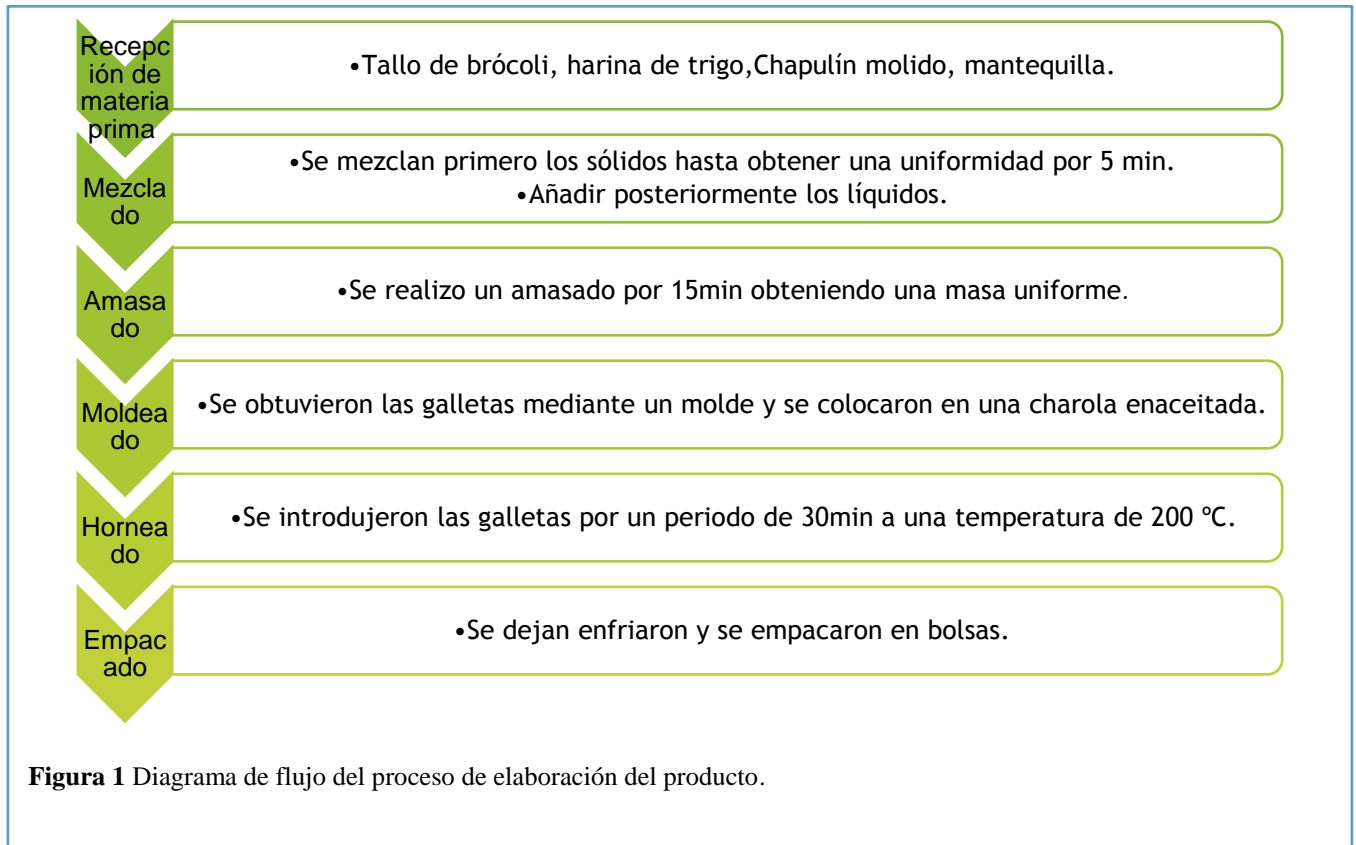 Recepc
ión de
materia
prima
•Tallo de brócoli, harina de trigo,Chapulín molido, mantequilla.
Mezcla
do
•Se mezclan primero los sólidos hasta obtener una uniformidad por 5 min.
•Añadir posteriormente los líquidos.
Amasa
do
•Se realizo un amasado por 15min obteniendo una masa uniforme.
Moldea
do
•Se obtuvieron las galletas mediante un molde y se colocaron en una charola enaceitada.
Hornea
do
•Se introdujeron las galletas por un periodo de 30min a una temperatura de 200 ºC.
Empac
ado
•Se dejan enfriaron y se empacaron en bolsas.
Figura 1 Diagrama de flujo del proceso de elaboración del producto.